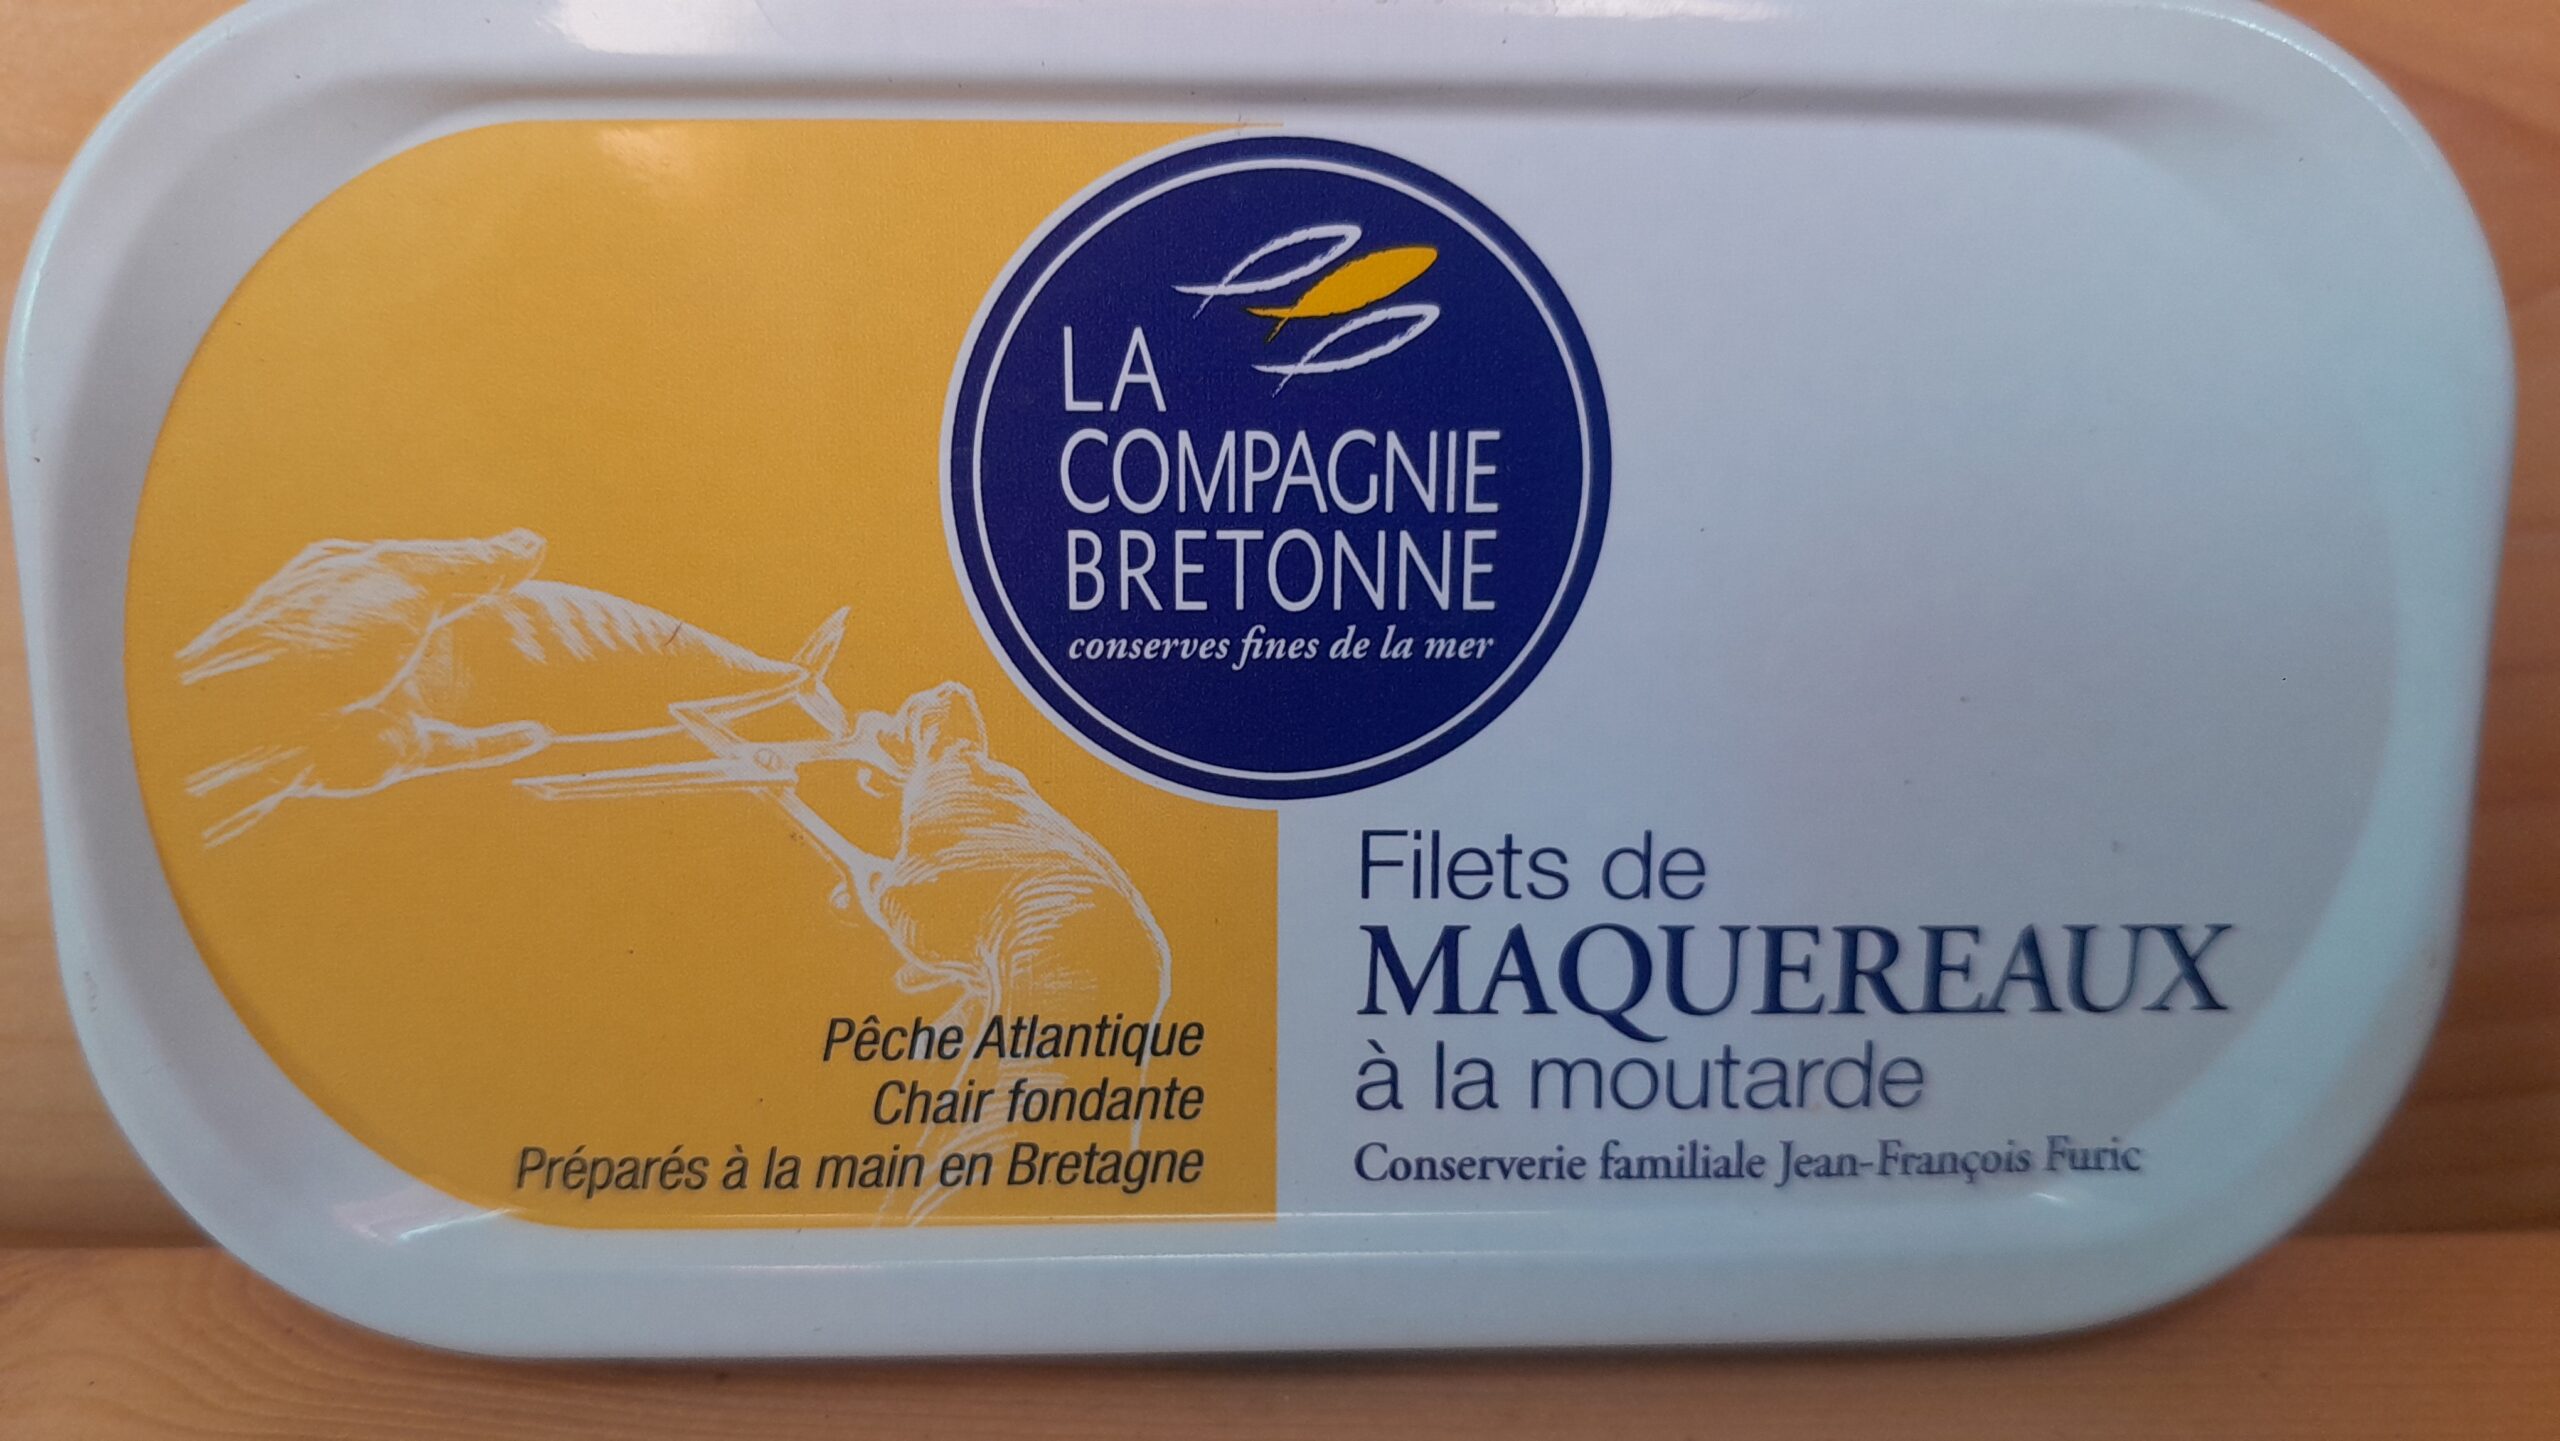 LA
COMPAGNIE
BRETONNE
conserves fines de la mer
Pêche Atlantique
Chair fondante
Préparés à la main en Bretagne
Filets de
MAQUEREAUX
à la moutarde
Conserverie familiale Jean-François Furic